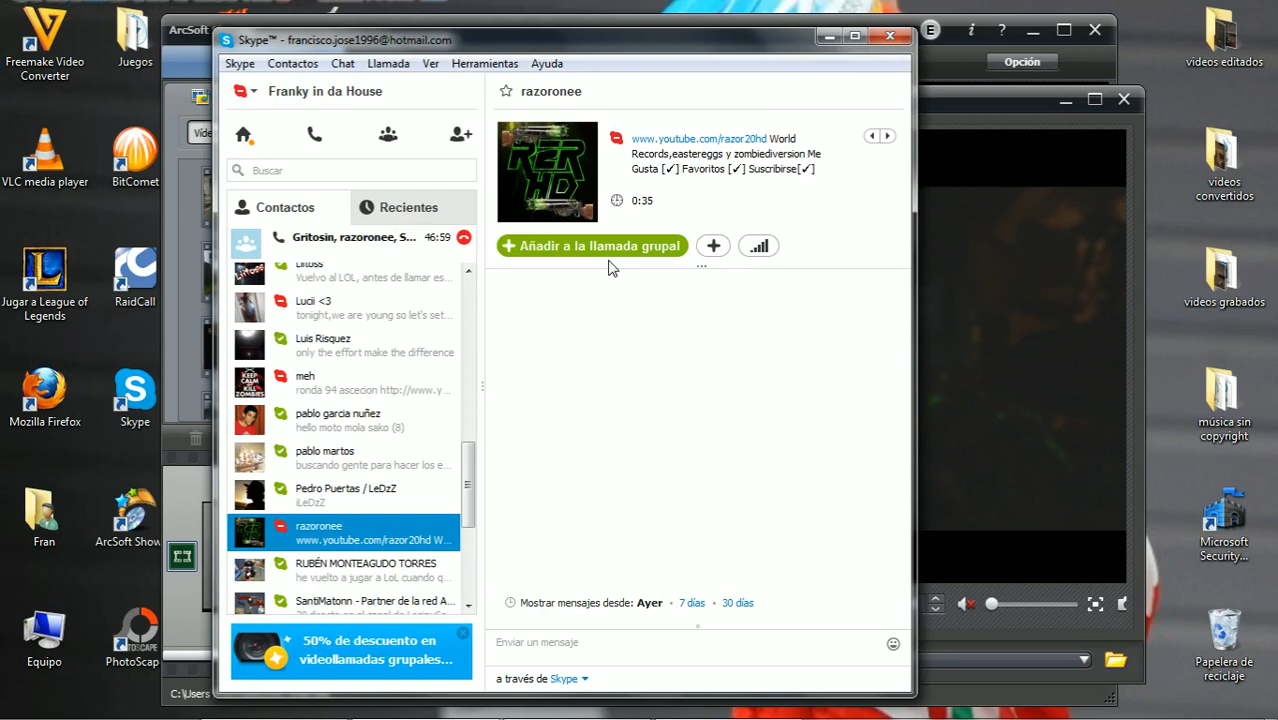 Freemake Video
Converter
Juegos
VLC media player
BitComet
Jugar a League of
Legends
RaidCall
Mozilla Firefox
Skype
Fran
ArcSoft Show
Equipo
PhotoScap
ArcSoft
Skype™ - francisco.jose1996@hotmail.com
Skype Contactos Chat Llamada Ver Herramientas Ayuda
Franky in da House
Buscar
Contactos
Recientes
Gritosin, razoronee, S... 46:59
Liitoss
Vuelvo al LOL, antes de llamar es...
Lucii <3
tonight,we are young so let's set...
Luis Risquez
only the effort make the difference
meh
ronda 94 ascecion http://www.y...
pablo garcia nuñez
hello moto mola sako (8)
pablo martos
buscando gente para hacer los e...
Pedro Puertas / LeDzZ
iLeDzZ
razoronee
www.youtube.com/razor20hd W...
RUBÉN MONTEAGUDO TORRES
he vuelto a jugar a LoL cuando q...
SantiMatonn - Partner de la red A...
50% de descuento en
videollamadas grupales...
razoronee
RZR
HD
www.youtube.com/razor20hd World
Records,eastereggs y zombiediversion Me
Gusta [✓] Favoritos [✓] Suscribirse[✓]
0:35
Añadir a la llamada grupal
Mostrar mensajes desde: Ayer • 7 días • 30 días
Enviar un mensaje
a través de Skype
E i ?
Opción
C:\Users
videos editados
videos
convertidos
videos grabados
música sin
copyright
Microsoft
Security...
Papelera de
reciclaje